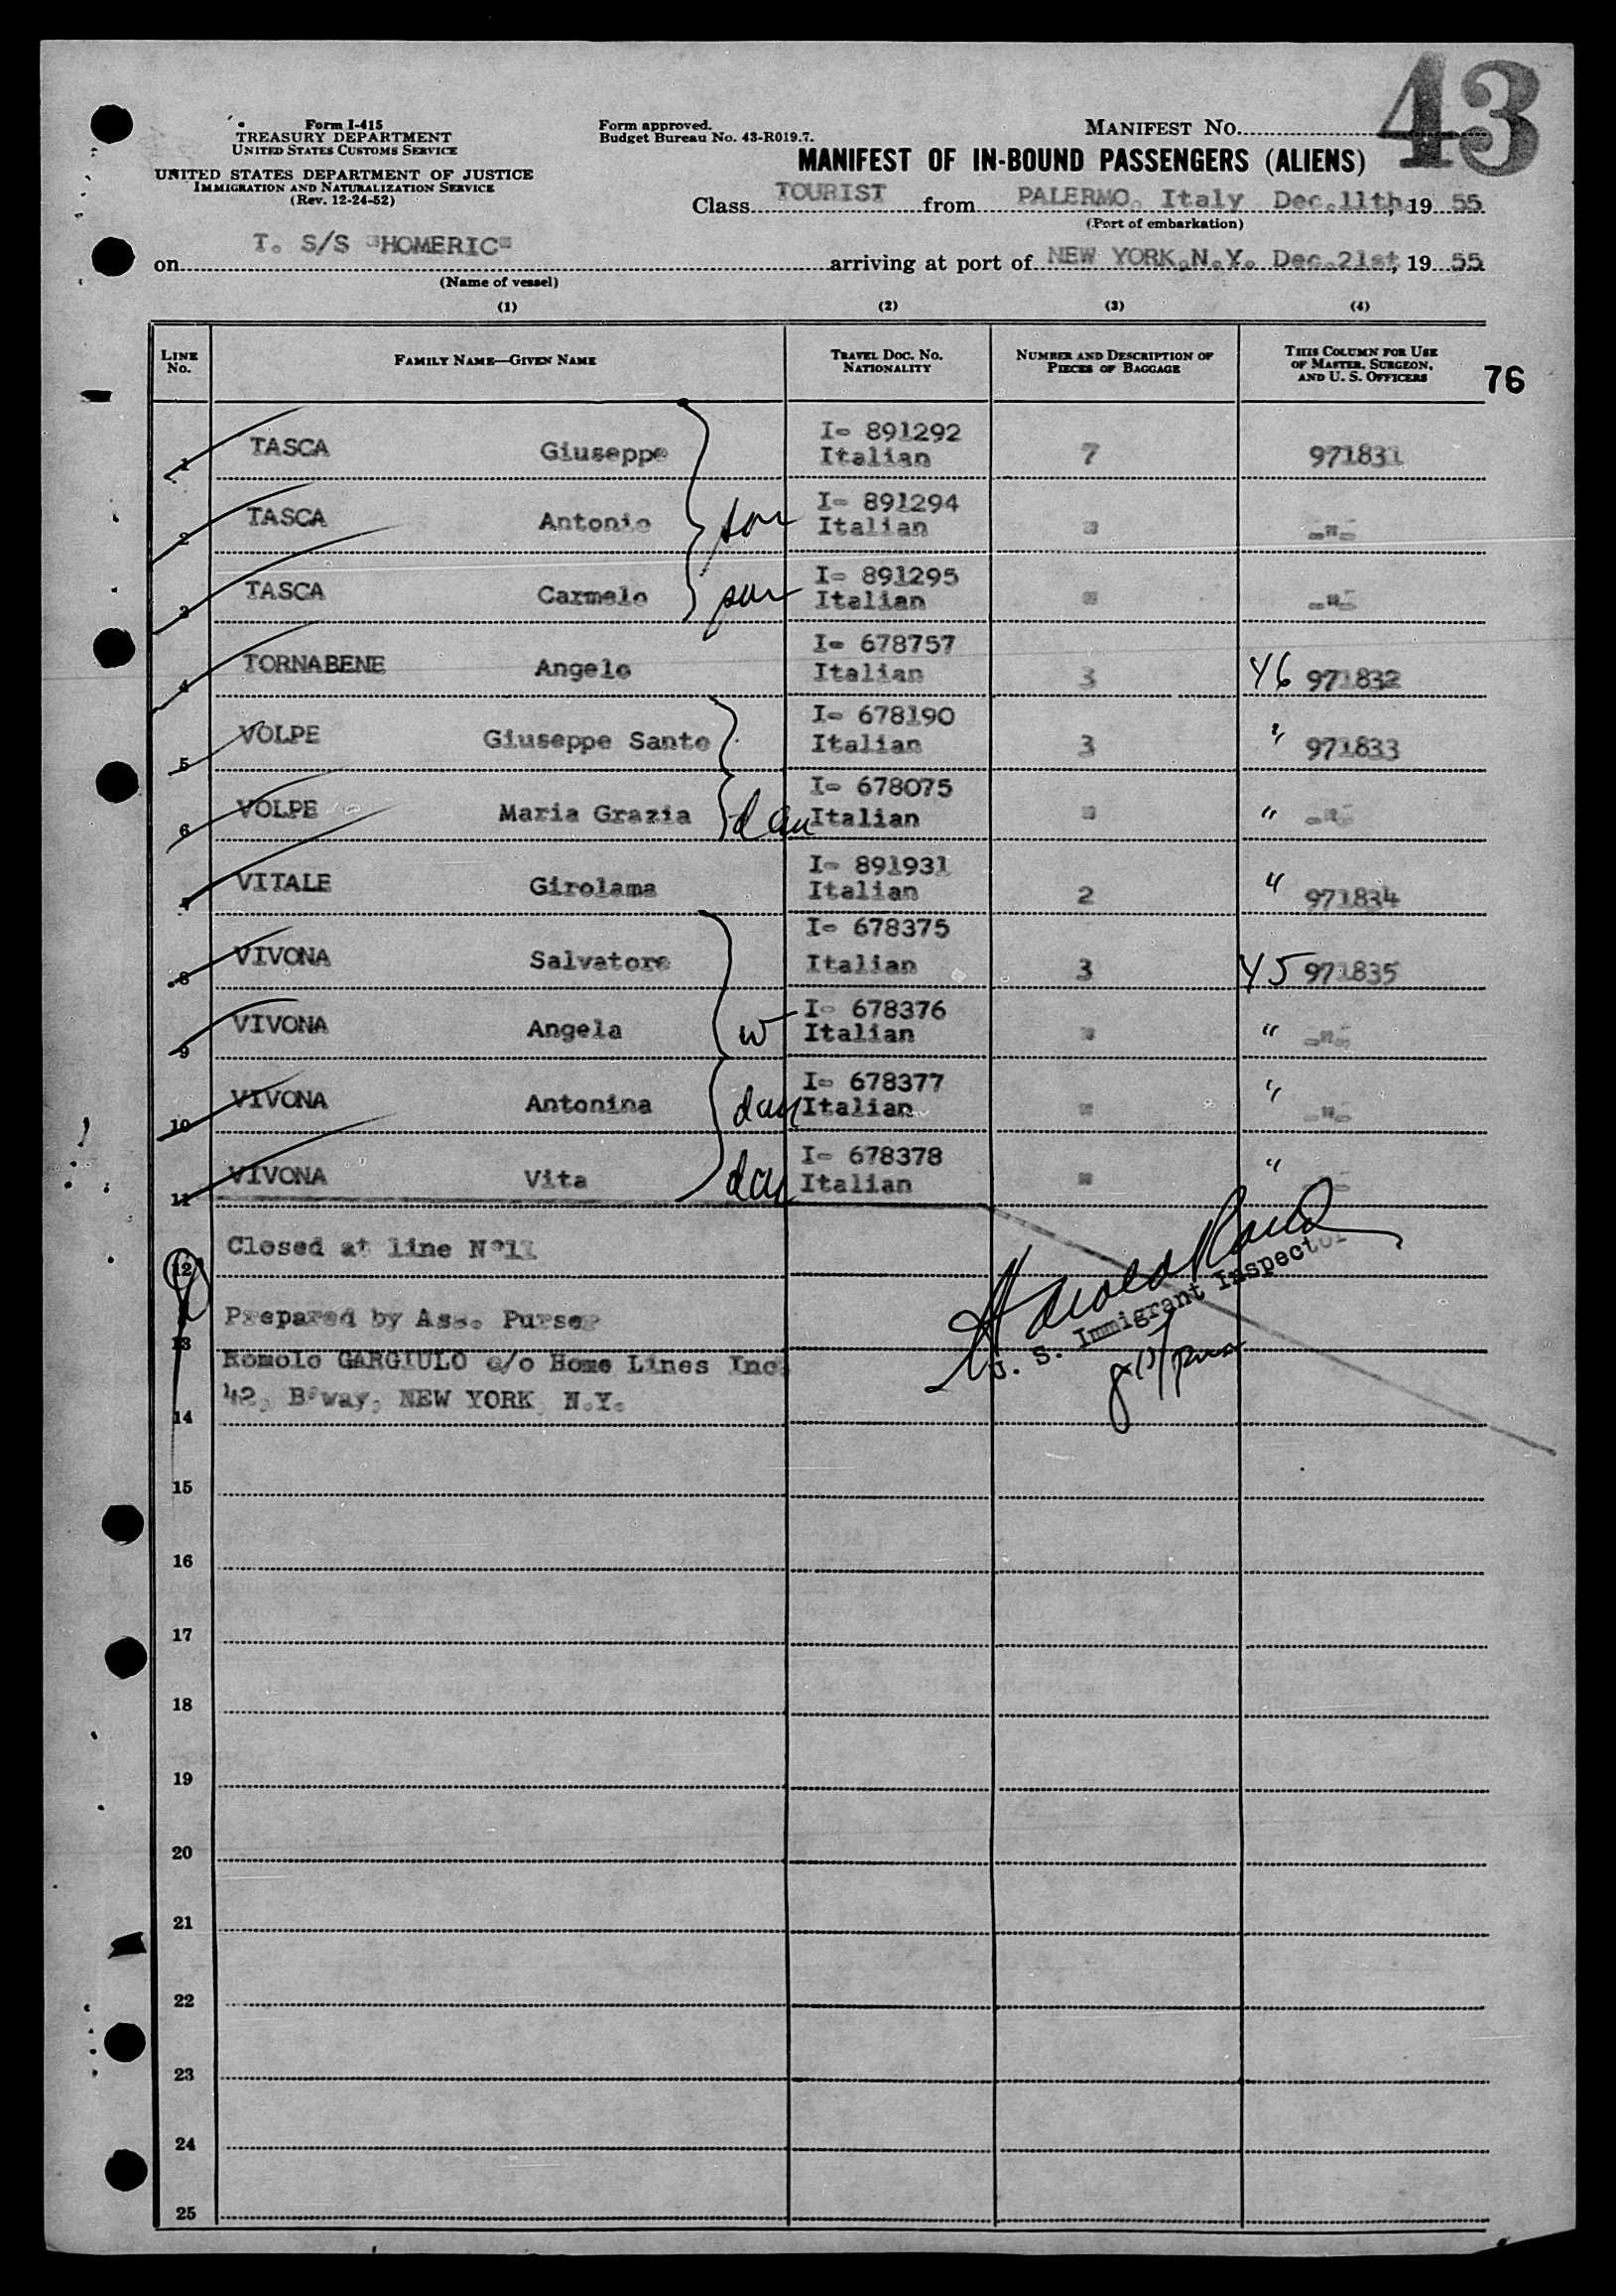 43
Form I-415
TREASURY DEPARTMENT
UNITED STATES CUSTOMS SERVICE
UNITED STATES DEPARTMENT OF JUSTICE
IMMIGRATION AND NATURALIZATION SERVICE
(Rev. 12-24-52)
Form approved.
Budget Bureau No. 43-R019.7.
MANIFEST NO.
MANIFEST OF IN-BOUND PASSENGERS (ALIENS)
Class TOURIST from PALERMO. Italy Dec.11th, 19 55
(Port of embarkation)
on T. S/S "HOMERIC" arriving at port of NEW YORK,N.Y. Dec.21st, 19 55
(Name of vessel)
(1) (2) (3) (4)
LINE NO. FAMILY NAME—GIVEN NAME TRAVEL DOC. NO. NATIONALITY NUMBER AND DESCRIPTION OF PIECES OF BAGGAGE THIS COLUMN FOR USE OF MASTER, SURGEON, AND U. S. OFFICERS
76
1 TASCA Giuseppe I- 891292 Italian 7 971831
2 TASCA Antonio son I- 891294 Italian " -"-
3 TASCA Carmelo son I- 891295 Italian " -"-
4 TORNABENE Angelo I- 678757 Italian 3 Y6 971832
5 VOLPE Giuseppe Santo I- 678190 Italian 3 " 971833
6 VOLPE Maria Grazia dau I- 678075 Italian " " -"-
7 VITALE Girolama I- 891931 Italian 2 " 971834
8 VIVONA Salvatore I- 678375 Italian 3 Y5 971835
9 VIVONA Angela w I- 678376 Italian " " -"-
10 VIVONA Antonina dau I- 678377 Italian " " -"-
11 VIVONA Vita dau I- 678378 Italian " "
Closed at line N°11
12
Prepared by Ass. Purser
13
Romolo GARGIULO c/o Home Lines Inc.
42, B'way, NEW YORK N.Y.
14
U. S. Immigrant Inspector
15
16
17
18
19
20
21
22
23
24
25